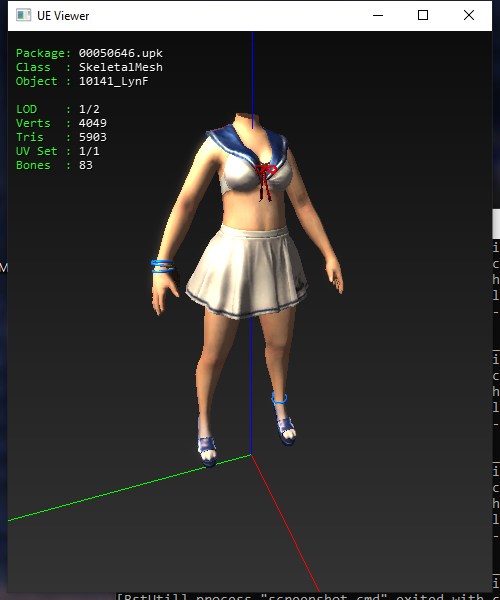 UE Viewer
Package: 00050646.upk
Class : SkeletalMesh
Object : 10141_LynF
LOD : 1/2
Verts : 4049
Tris : 5903
UV Set : 1/1
Bones : 83
M
i
c
h
l
-
i
c
h
l
-
i
c
h
l
-
i
[RstUtil] process "screenshot.cmd" exited with c